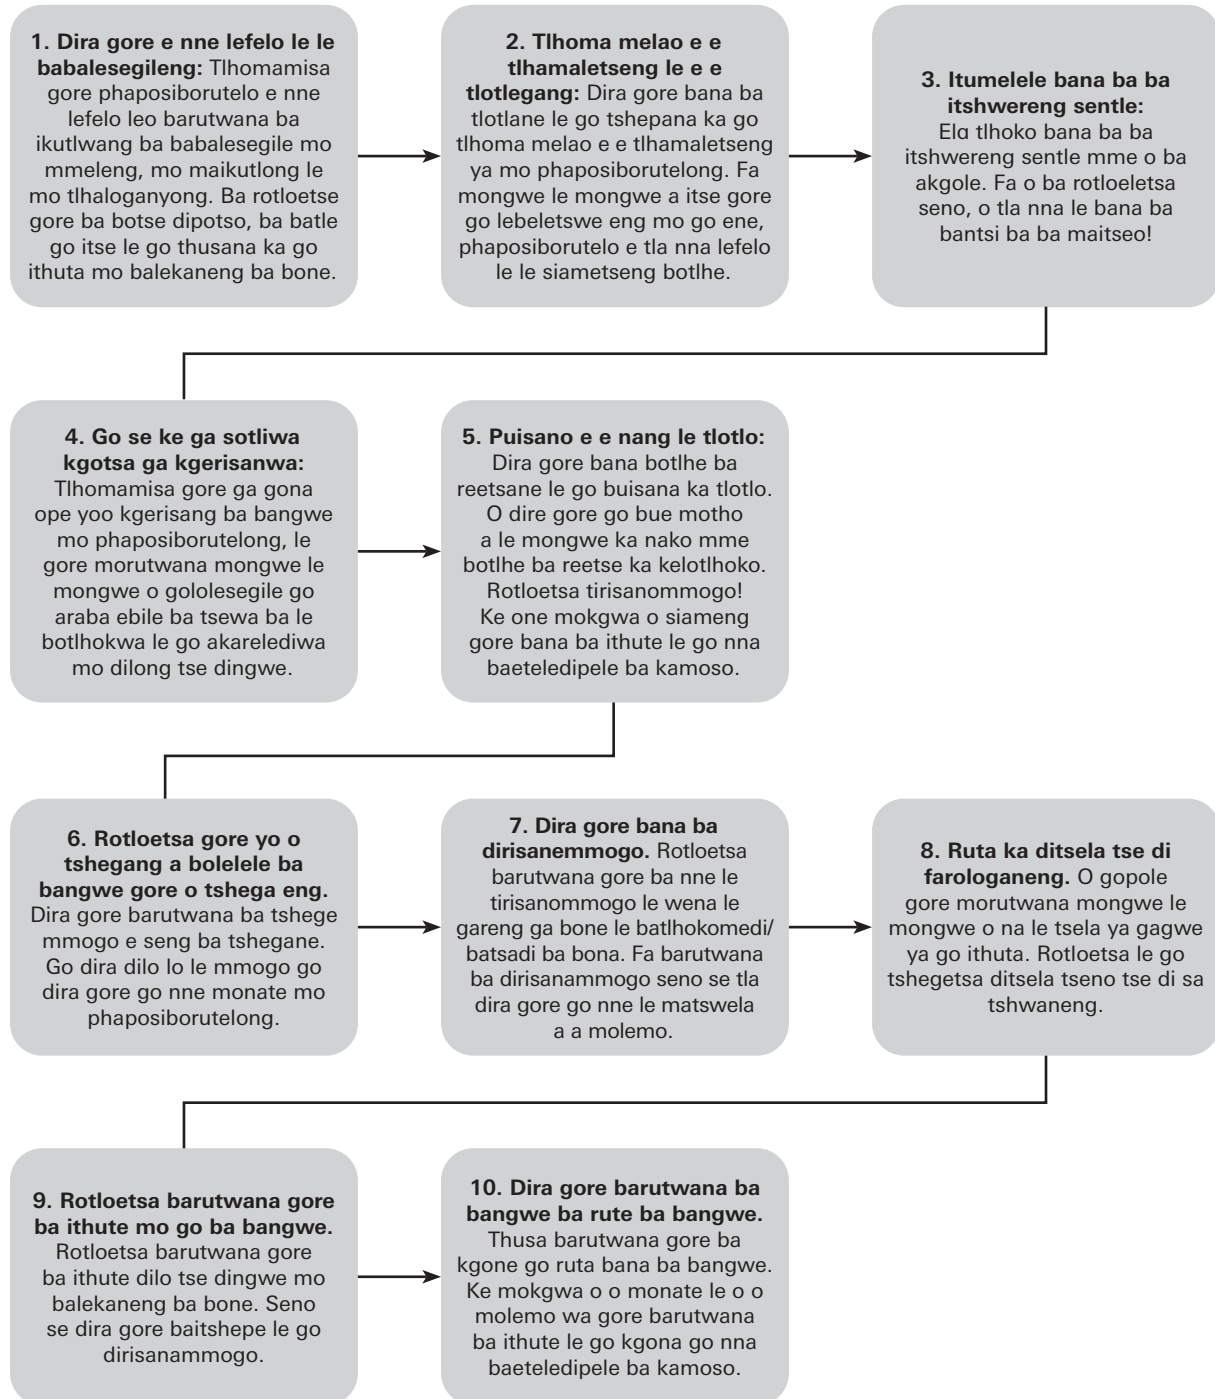 1. Dira gore e nne lefelo le le
babalesegileng: Tlhomamisa
gore phaposiborutelo e nne
lefelo leo barutwana ba
ikutlwang ba babalesegile mo
mmeleng, mo maikutlong le
mo tlhaloganyong. Ba rotloetse
gore ba botse dipotso, ba batle
go itse le go thusana ka go
ithuta mo balekaneng ba bone.
2. Tlhoma melao e e
tlhamaletseng le e e
tlotlegang: Dira gore bana ba
tlotlane le go tshepana ka go
tlhoma melao e e tlhamaletseng
ya mo phaposiborutelong. Fa
mongwe le mongwe a itse gore
go lebeletswe eng mo go ene,
phaposiborutelo e tla nna lefelo
le le siametseng botlhe.
3. Itumelele bana ba ba
itshwereng sentle:
Ela tlhoko bana ba ba
itshwereng sentle mme o ba
akgole. Fa o ba rotloeletsa
seno, o tla nna le bana ba
bantsi ba ba maitseo!
4. Go se ke ga sotliwa
kgotsa ga kgerisanwa:
Tlhomamisa gore ga gona
ope yoo kgerisang ba bangwe
mo phaposiborutelong, le
gore morutwana mongwe le
mongwe o gololesegile go
araba ebile ba tsewa ba le
botlhokwa le go akarelediwa
mo dilong tse dingwe.
5. Puisano e e nang le tlotlo:
Dira gore bana botlhe ba
reetsane le go buisana ka tlotlo.
O dire gore go bue motho
a le mongwe ka nako mme
botlhe ba reetse ka kelotlhoko.
Rotloetsa tirisanommogo!
Ke one mokgwa o siameng
gore bana ba ithute le go nna
baeteledipele ba kamoso.
6. Rotloetsa gore yo o
tshegang a bolelele ba
bangwe gore o tshega eng.
Dira gore barutwana ba tshege
mmogo e seng ba tshegane.
Go dira dilo lo le mmogo go
dira gore go nne monate mo
phaposiborutelong.
7. Dira gore bana ba
dirisanemmogo. Rotloetsa
barutwana gore ba nne le
tirisanommogo le wena le
gareng ga bone le batlhokomedi/
batsadi ba bona. Fa barutwana
ba dirisanammogo seno se tla
dira gore go nne le matswela
a a molemo.
8. Ruta ka ditsela tse di
farologaneng. O gopole
gore morutwana mongwe le
mongwe o na le tsela ya gagwe
ya go ithuta. Rotloetsa le go
tshegetsa ditsela tseno tse di sa
tshwaneng.
9. Rotloetsa barutwana gore
ba ithute mo go ba bangwe.
Rotloetsa barutwana gore
ba ithute dilo tse dingwe mo
balekaneng ba bone. Seno
se dira gore baitshepe le go
dirisanammogo.
10. Dira gore barutwana ba
bangwe ba rute ba bangwe.
Thusa barutwana gore ba
kgone go ruta bana ba bangwe.
Ke mokgwa o o monate le o o
molemo wa gore barutwana
ba ithute le go kgona go nna
baeteledipele ba kamoso.